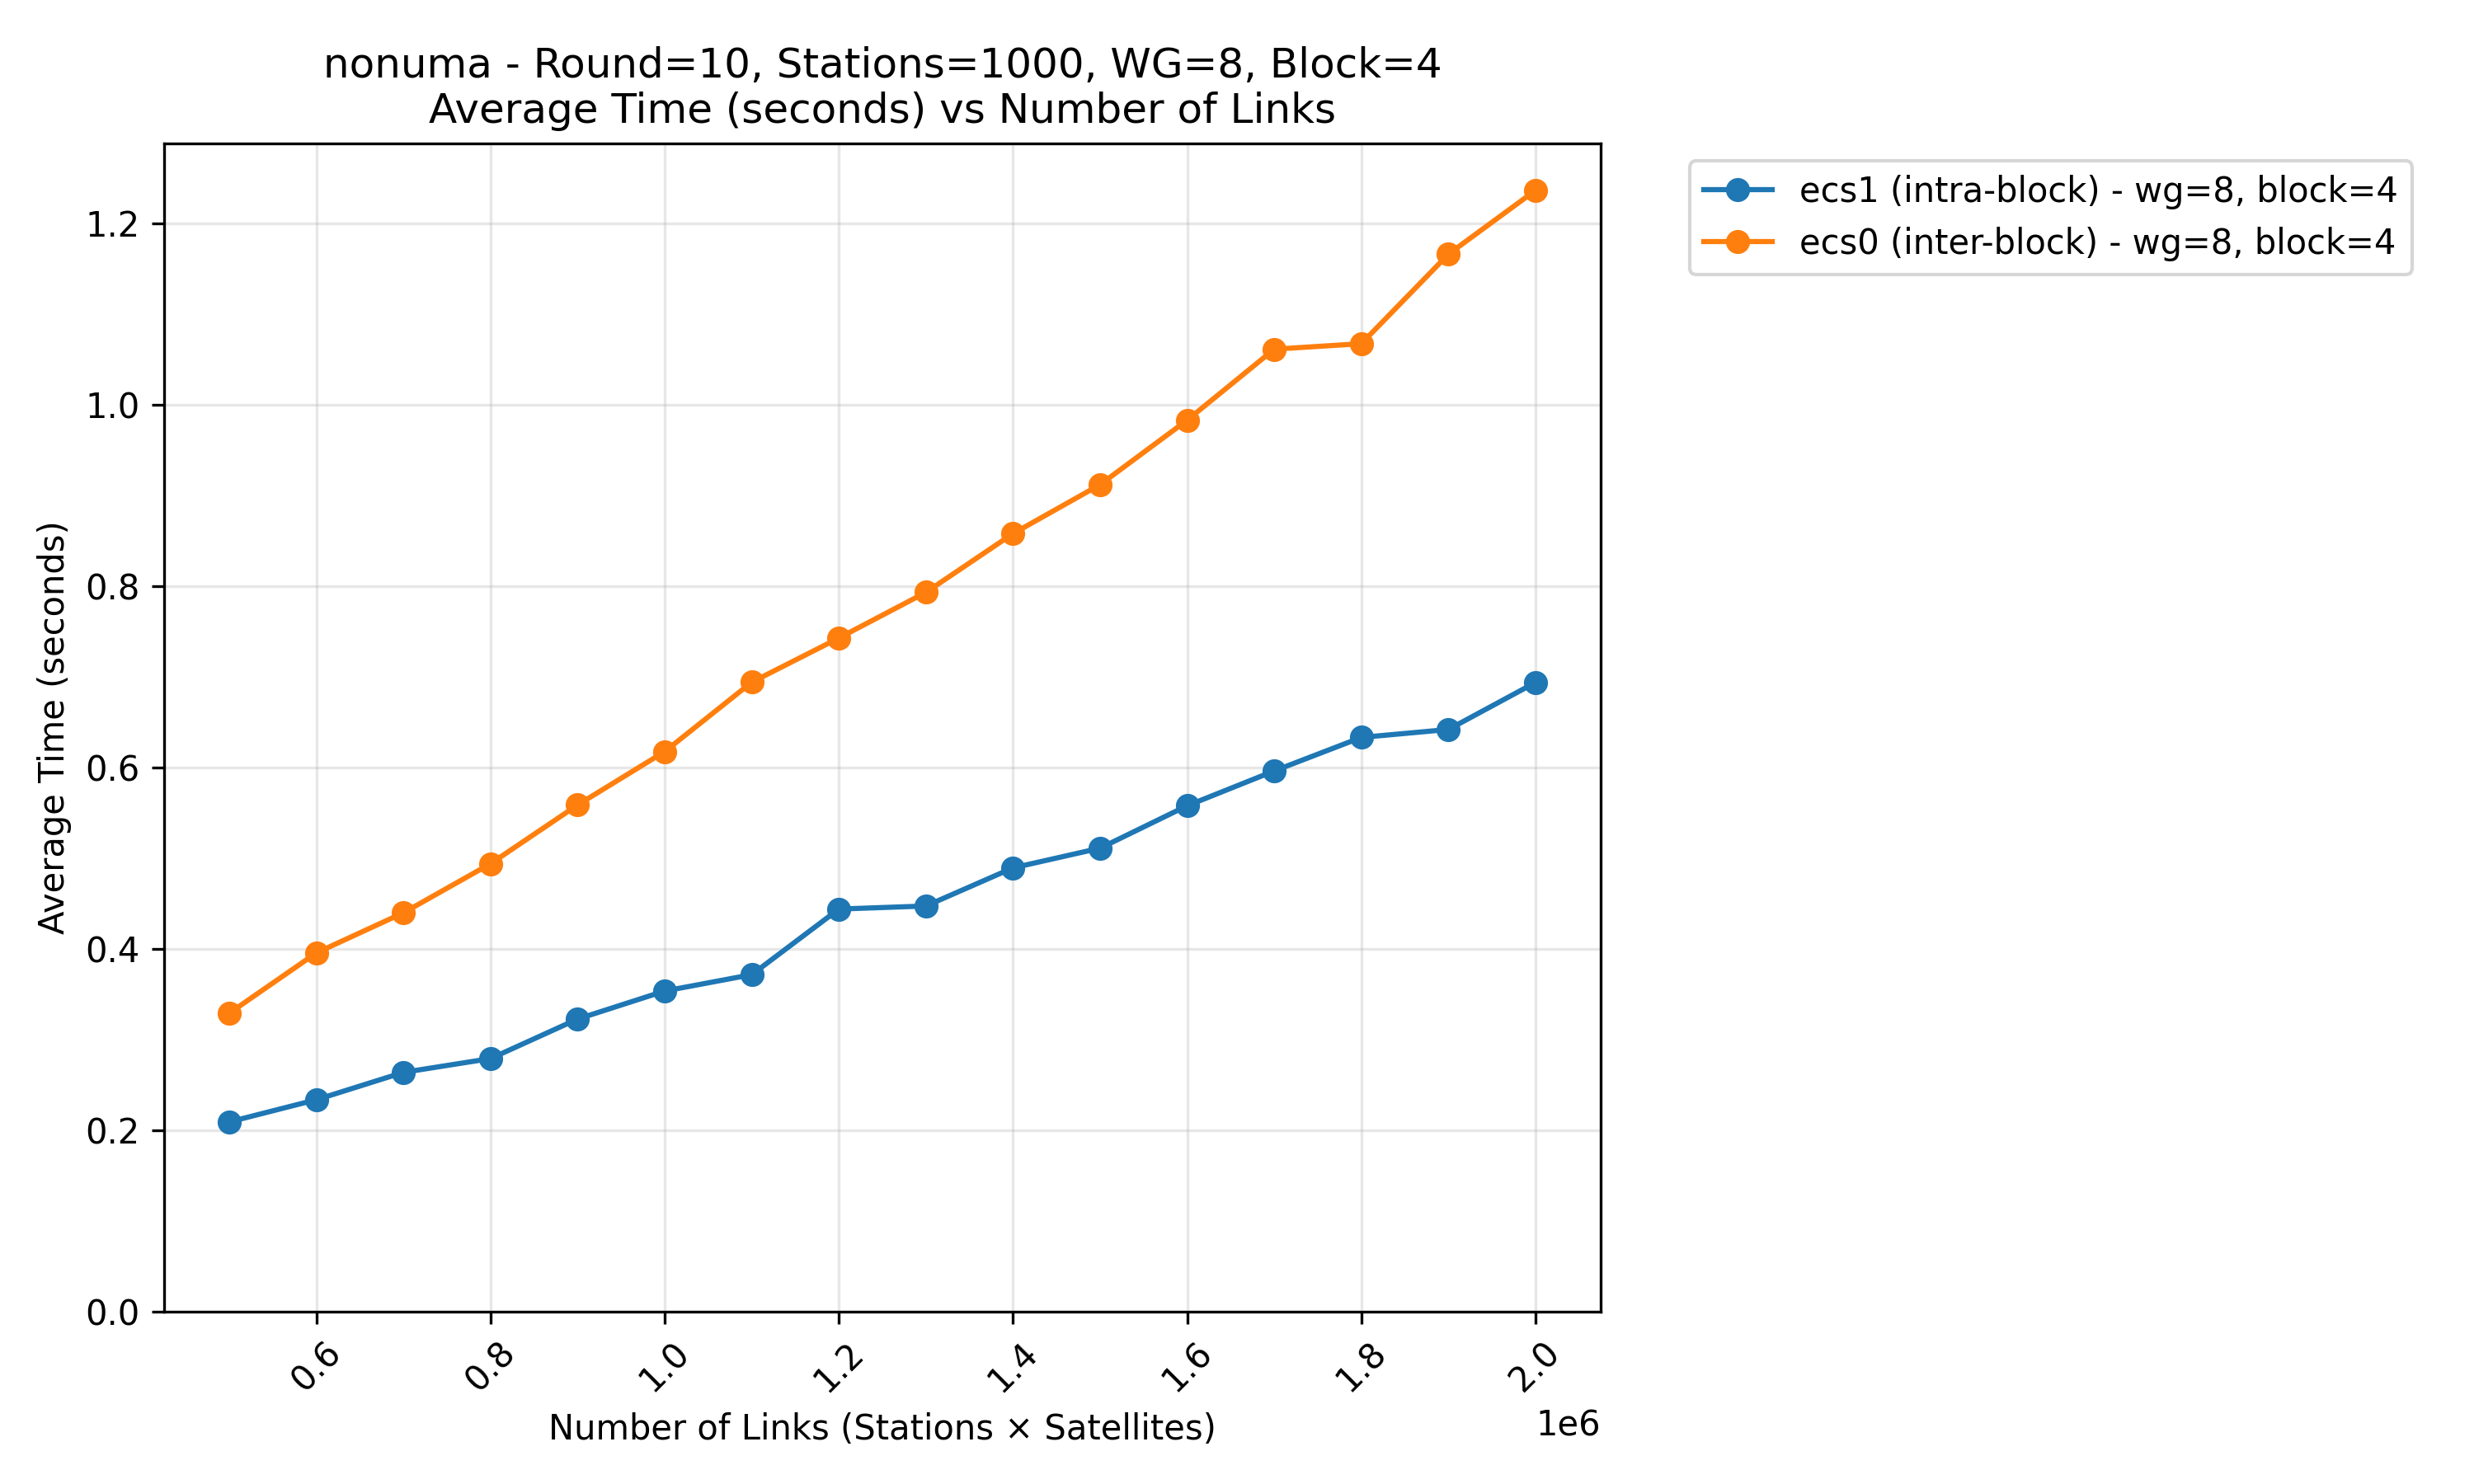 nonuma - Round=10, Stations=1000, WG=8, Block=4
Average Time (seconds) vs Number of Links
ecs1 (intra-block) - wg=8, block=4
ecs0 (inter-block) - wg=8, block=4
Average Time (seconds)
1.2
1.0
0.8
0.6
0.4
0.2
0.0
0.6
0.8
1.0
1.2
1.4
1.6
1.8
2.0
1e6
Number of Links (Stations × Satellites)